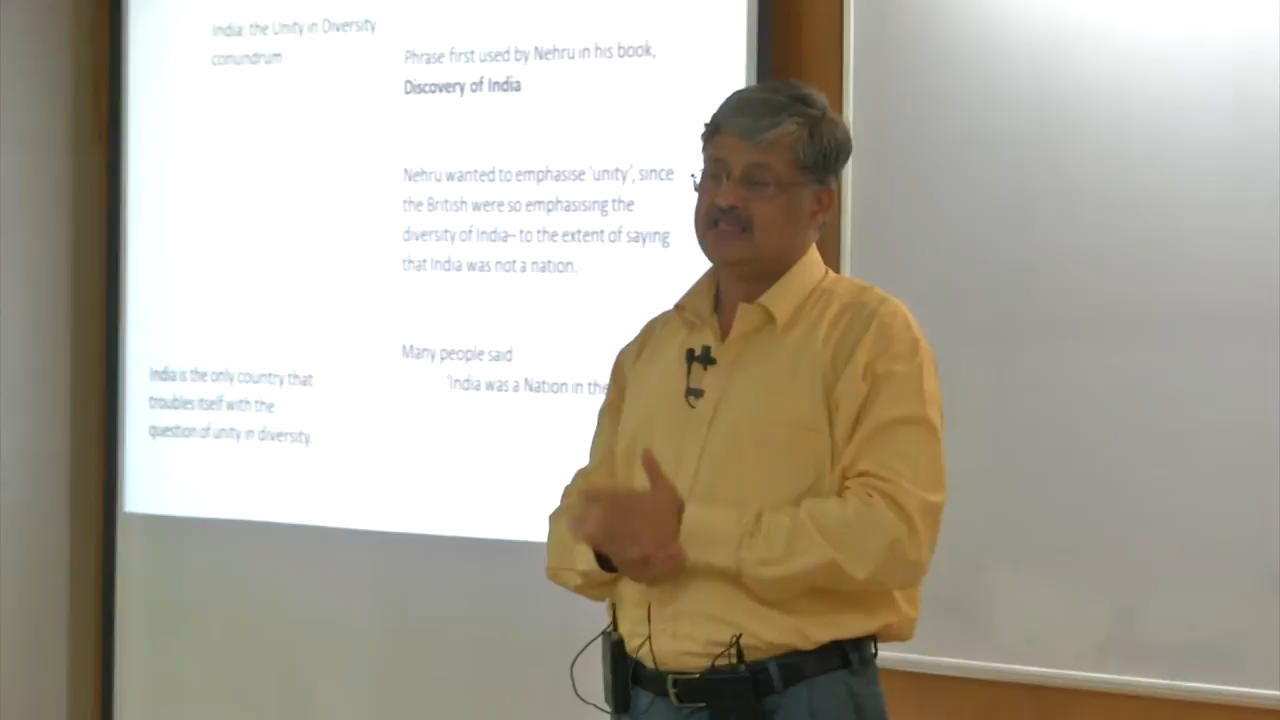 India: the Unity in Diversity
conundrum
Phrase first used by Nehru in his book,
Discovery of India
Nehru wanted to emphasise 'unity', since
the British were so emphasising the
diversity of India– to the extent of saying
that India was not a nation.
Many people said
'India was a Nation in the
India is the only country that
troubles itself with the
question of unity in diversity.